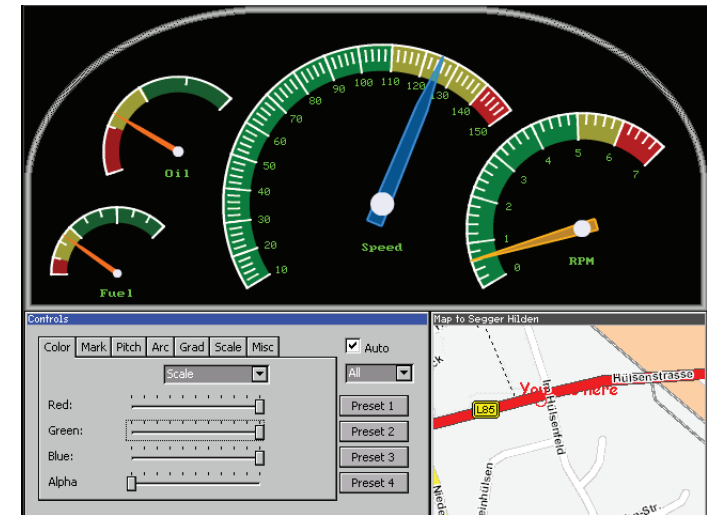 10
20
30
40
50
60
70
80
90
100
110
120
130
140
150
Speed
Oil
Fuel
0
1
2
3
4
5
6
7
RPM
Controls
Color Mark Pitch Arc Grad Scale Misc
Auto
Scale
All
Red:
Green:
Blue:
Alpha
Preset 1
Preset 2
Preset 3
Preset 4
Map to Segger Hilden
Hülsenstrasse
You are here
L85
Im Hülsenfeld